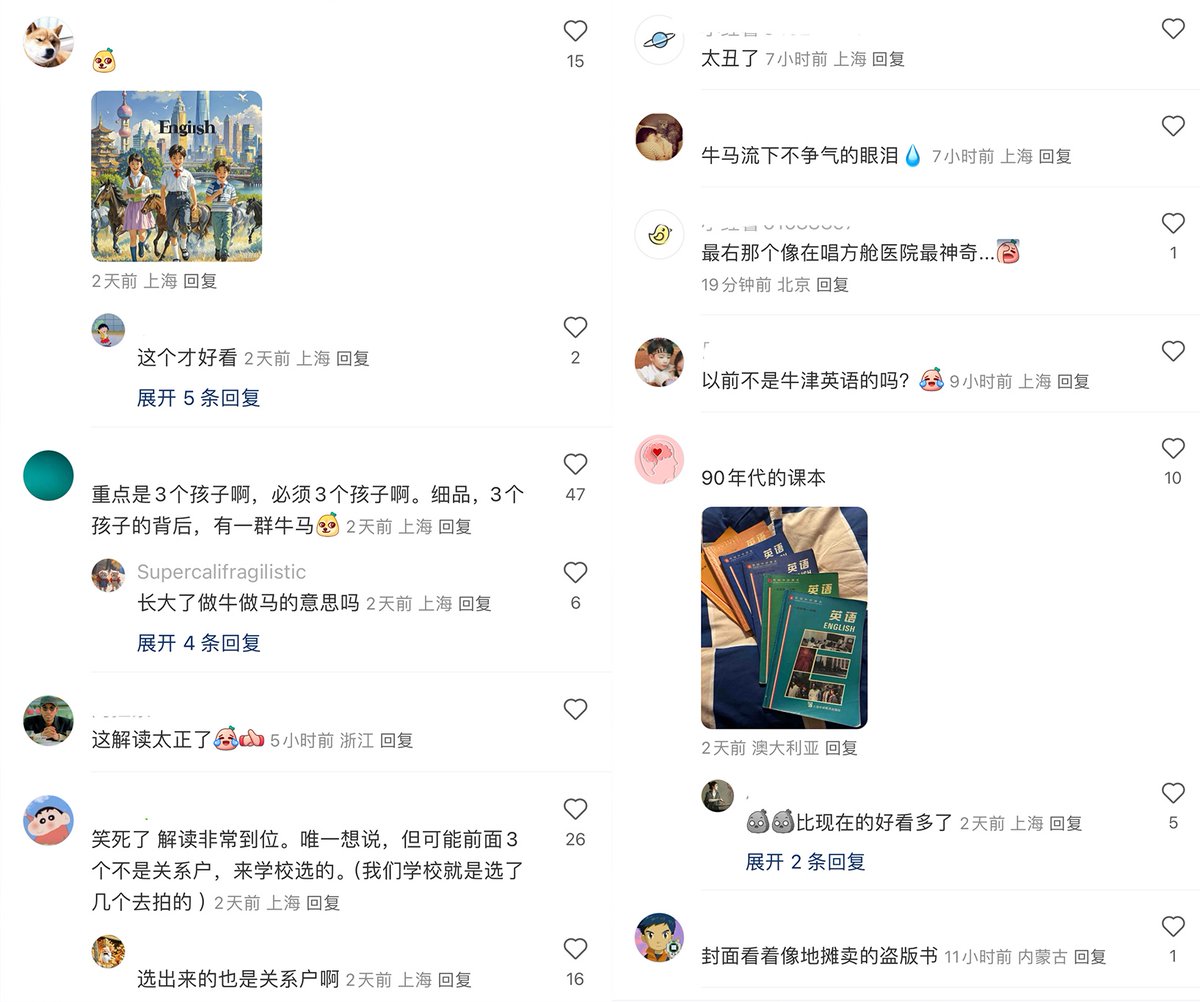 15
English
2天前 上海 回复
这个才好看 2天前 上海 回复
2
展开 5 条回复
重点是3个孩子啊，必须3个孩子啊。细品，3个
孩子的背后，有一群牛马 2天前 上海 回复
47
Supercalifragilistic
长大了做牛做马的意思吗 2天前 上海 回复
6
展开 4 条回复
这解读太正了 5小时前 浙江 回复
笑死了 解读非常到位。唯一想说，但可能前面3
个不是关系户，来学校选的。（我们学校就是选了
几个去拍的 ）2天前 上海 回复
26
选出来的也是关系户啊 2天前 上海 回复
16
太丑了 7小时前 上海 回复
牛马流下不争气的眼泪 7小时前 上海 回复
最右那个像在唱方舱医院最神奇...
19分钟前 北京 回复
1
以前不是牛津英语的吗？ 9小时前 上海 回复
90年代的课本
10
英语
英语
英语
英语
英语
ENGLISH
2天前 澳大利亚 回复
比现在的好看多了 2天前 上海 回复
5
展开 2 条回复
封面看着像地摊卖的盗版书 11小时前 内蒙古 回复
1